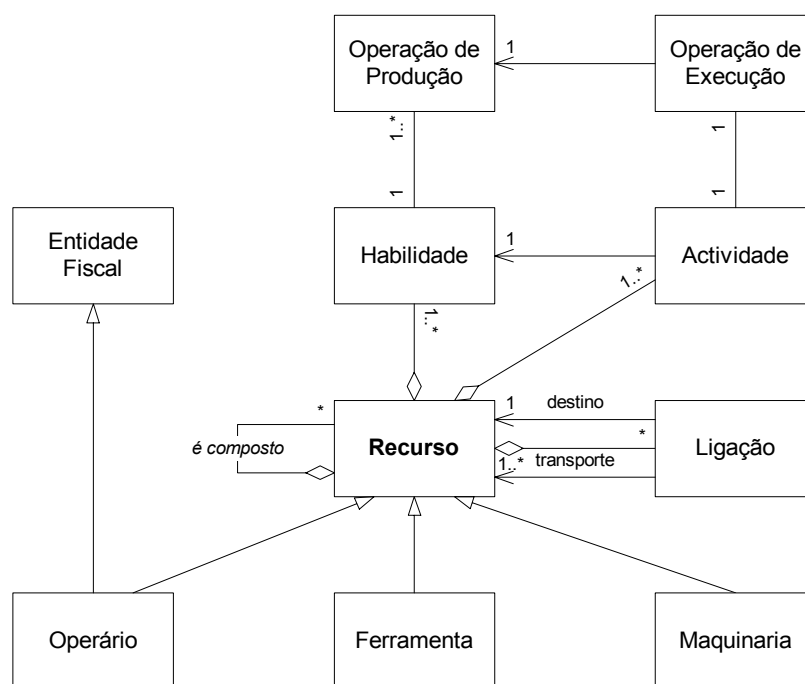 Operação de
Produção
1
Operação de
Execução
1..*
1
1
1
Entidade
Fiscal
Habilidade
1
Actividade
1..*
1..*
*
é composto
Recurso
1
destino
*
1..*
transporte
Ligação
Operário
Ferramenta
Maquinaria